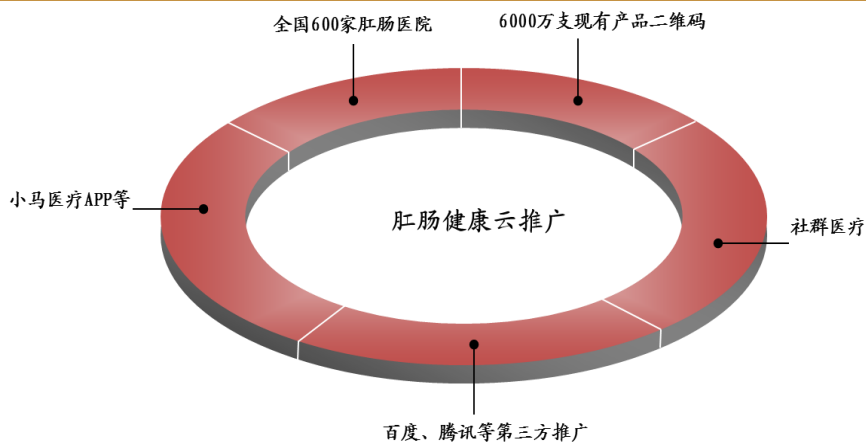 全国600家肛肠医院
6000万支现有产品二维码
小马医疗APP等
肛肠健康云推广
社群医疗
百度、腾讯等第三方推广